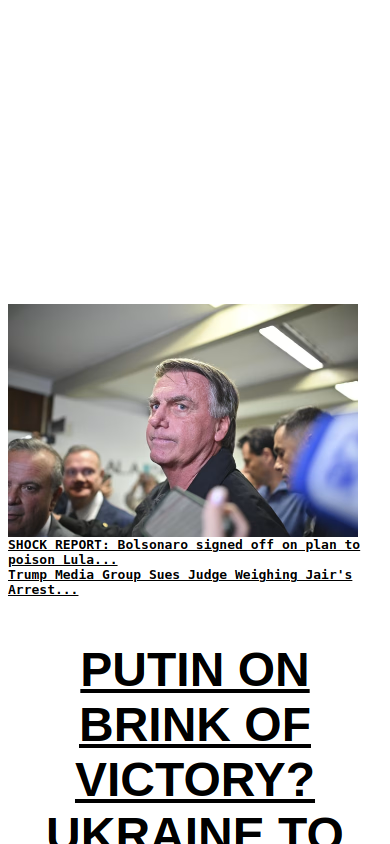 SHOCK REPORT: Bolsonaro signed off on plan to
poison Lula...
Trump Media Group Sues Judge Weighing Jair's
Arrest...
PUTIN ON
BRINK OF
VICTORY?
UKRAINE TO